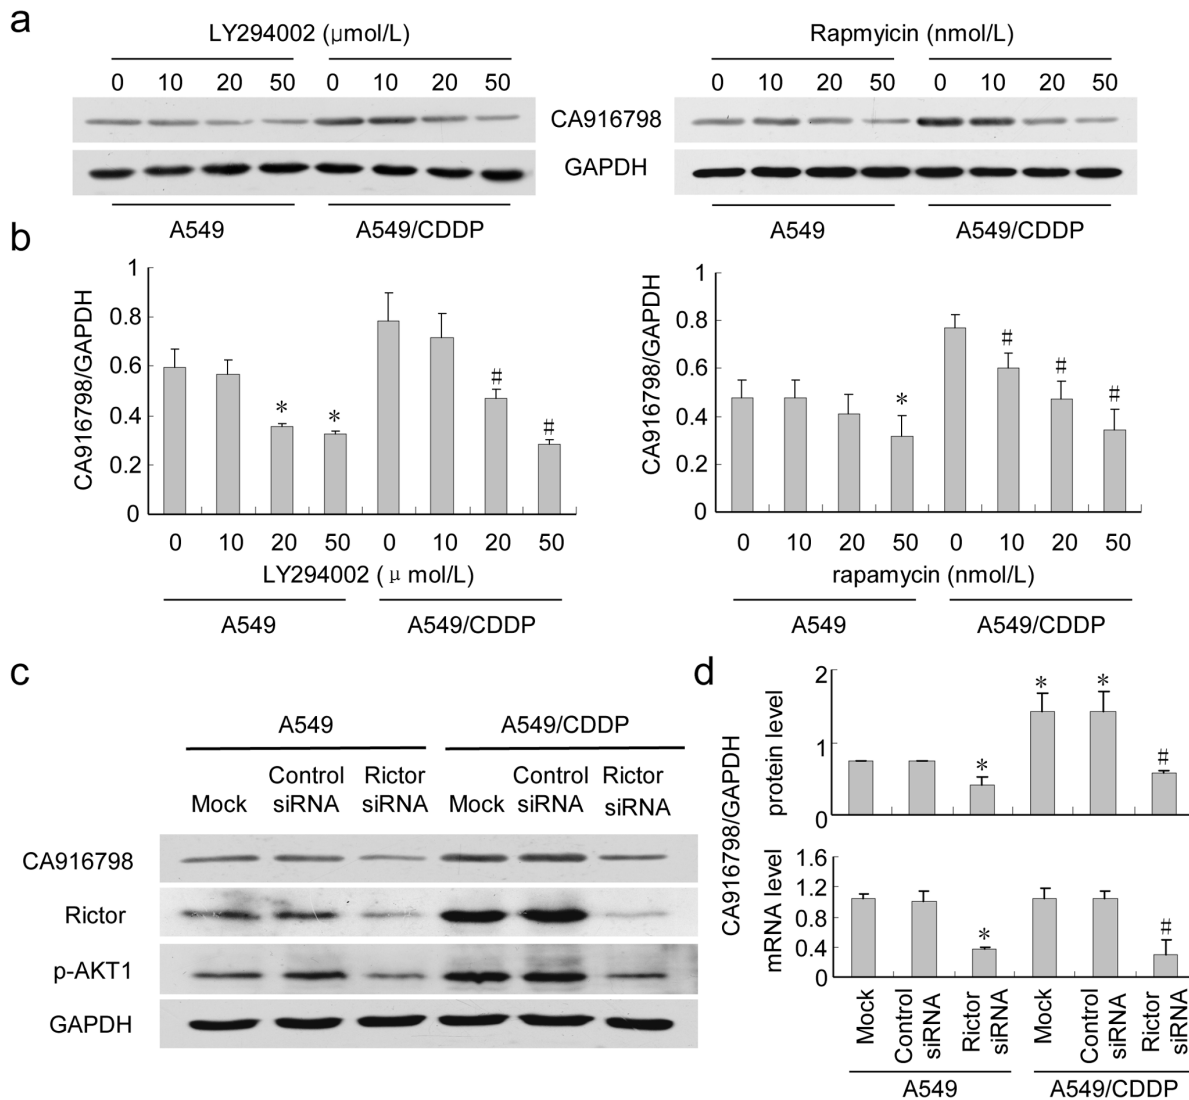 a
LY294002 (μmol/L)
Rapmyicin (nmol/L)
0 10 20 50 0 10 20 50
0 10 20 50 0 10 20 50
CA916798
GAPDH
A549 A549/CDDP
A549 A549/CDDP
b
CA916798/GAPDH
1
0.8
0.6
0.4
0.2
0
* * # #
0 10 20 50 0 10 20 50
LY294002 ( μ mol/L)
A549 A549/CDDP
CA916798/GAPDH
1
0.8
0.6
0.4
0.2
0
* # # #
0 10 20 50 0 10 20 50
rapamycin (nmol/L)
A549 A549/CDDP
c
A549 A549/CDDP
Mock Control siRNA Rictor siRNA Mock Control siRNA Rictor siRNA
CA916798
Rictor
p-AKT1
GAPDH
d
CA916798/GAPDH
protein level
2
1
0
* * * #
mRNA level
1.6
1.2
0.8
0.4
0
* #
Mock
Control siRNA
Rictor siRNA
Mock
Control siRNA
Rictor siRNA
A549 A549/CDDP